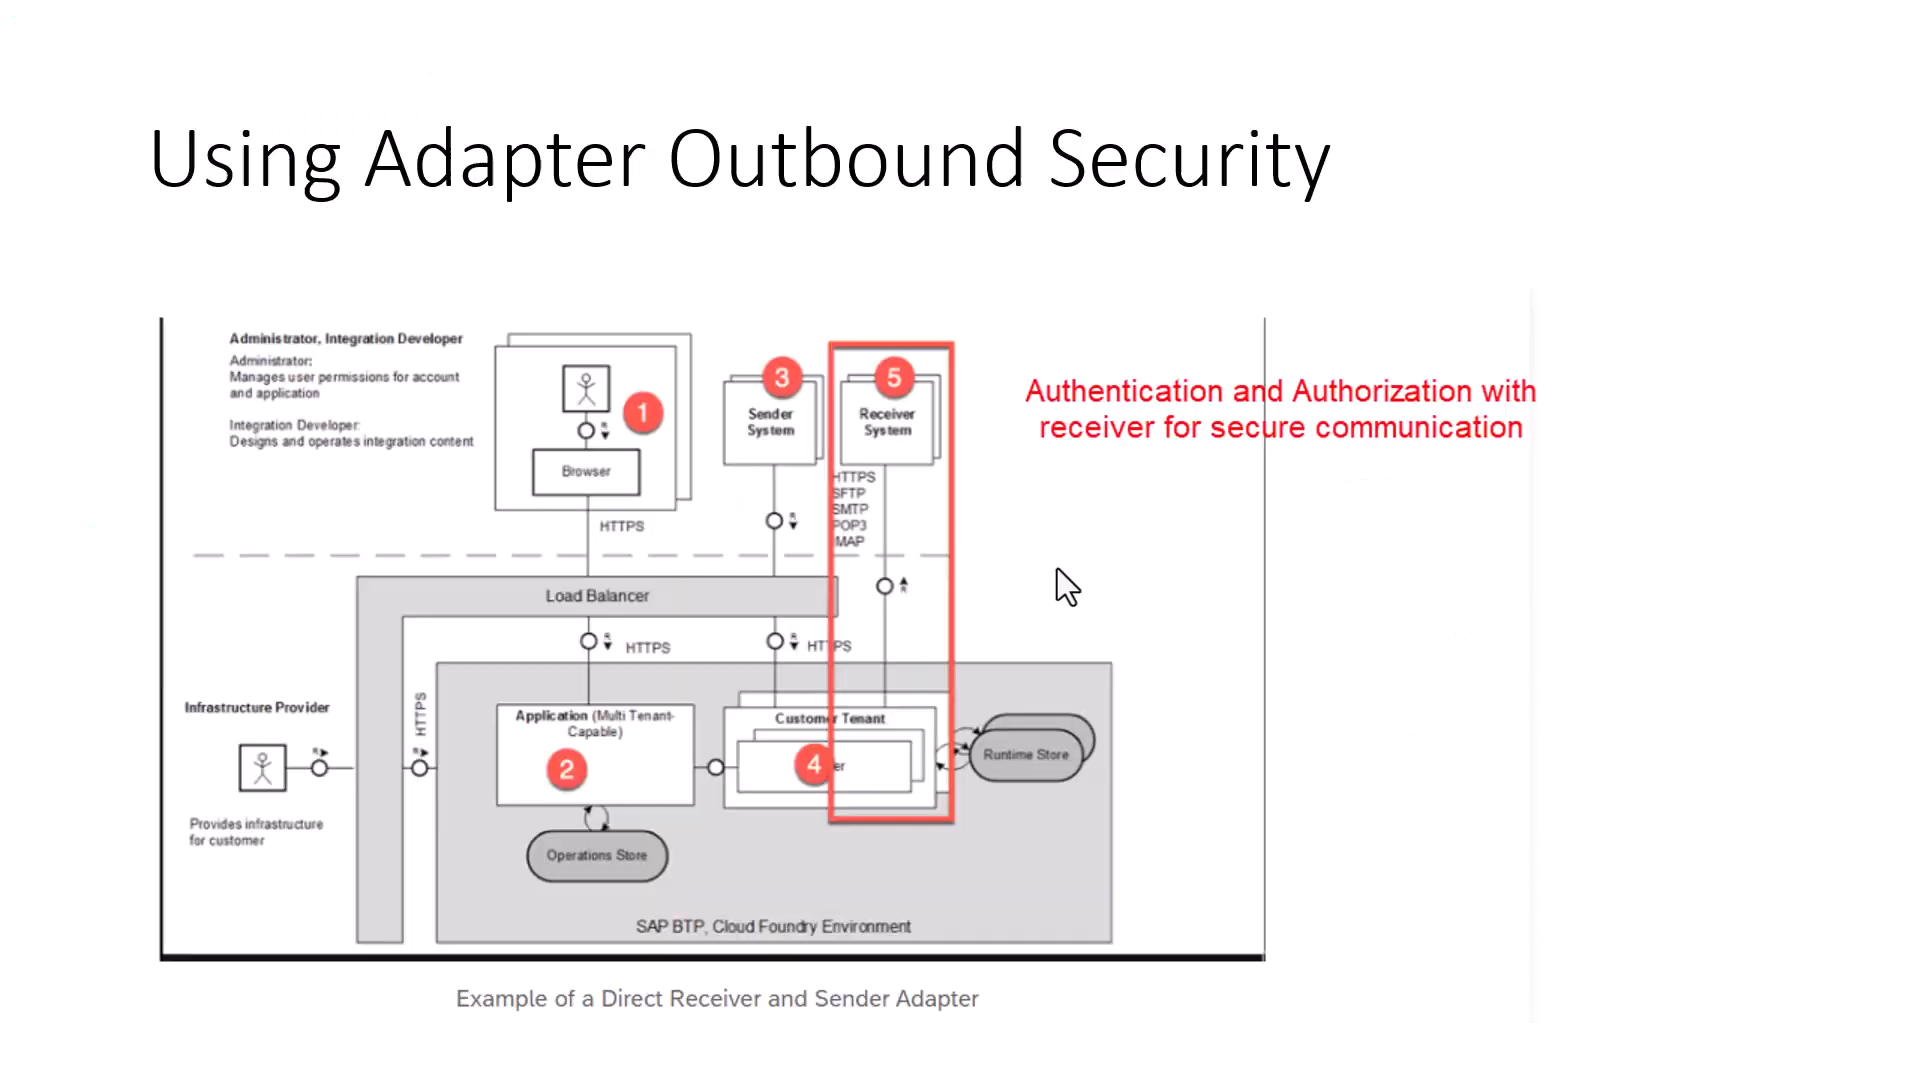 Using Adapter Outbound Security
Administrator, Integration Developer
Administrator:
Manages user permissions for account
and application
Integration Developer:
Designs and operates integration content
1
R
Browser
HTTPS
3
Sender
System
R
5
Receiver
System
HTTPS
SFTP
SMTP
POP3
IMAP
R
Authentication and Authorization with
receiver for secure communication
Load Balancer
R
HTTPS
R
HTTPS
Infrastructure Provider
R
Provides infrastructure
for customer
HTTPS
R
Application (Multi Tenant-
Capable)
2
Operations Store
Customer Tenant
4
er
Runtime Store
SAP BTP, Cloud Foundry Environment
Example of a Direct Receiver and Sender Adapter